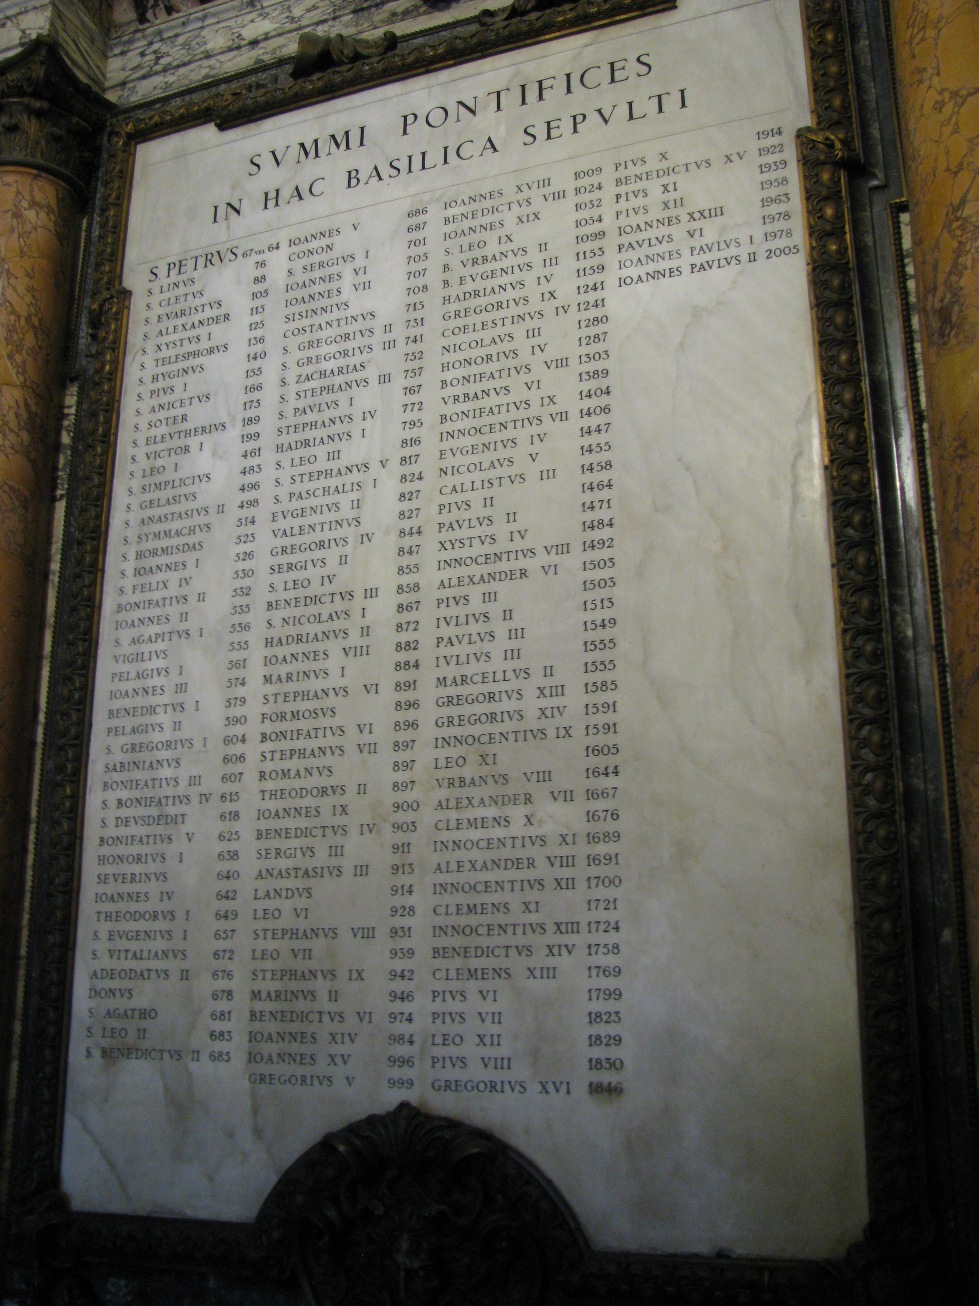 SVMMI PONTIFICES
IN HAC BASILICA SEPVLTI
S. PETRVS 67 VEL 64
S. LINVS 76
S. CLETVS 88
S. EVARISTVS 105
S. ALEXANDER 115
S. XYSTVS I 125
S. TELESPHORVS 136
S. HYGINVS 140
S. PIVS I 155
S. ANICETVS 166
S. SOTER 175
S. ELEVTHERIVS 189
S. VICTOR I 199
S. LEO I 461
S. SIMPLICIVS 483
S. GELASIVS 496
S. ANASTASIVS II 498
S. SYMMACHVS 514
S. HORMISDAS 523
S. IOANNES I 526
S. FELIX IV 530
BONIFATIVS II 532
IOANNES II 535
S. AGAPITVS I 536
VIGILIVS 555
PELAGIVS I 561
IOANNES III 574
BENEDICTVS I 579
PELAGIVS II 590
S. GREGORIVS I 604
SABINIANVS 606
BONIFATIVS III 607
S. BONIFATIVS IV 615
S. DEVSDEDIT 618
BONIFATIVS V 625
HONORIVS I 638
SEVERINVS 640
IOANNES IV 642
THEODORVS I 649
S. EVGENIVS I 657
S. VITALIANVS 672
ADEODATVS II 676
DONVS 678
S. AGATHO 681
S. LEO II 683
S. BENEDICTVS II 685
IOANNES V 686
CONON 687
S. SERGIVS I 701
IOANNES VI 705
IOANNES VII 707
SISINNIVS 708
COSTANTINVS 715
S. GREGORIVS II 731
S. GREGORIVS III 741
S. ZACHARIAS 752
S. STEPHANVS III 757
S. PAVLVS I 767
STEPHANVS IV 772
HADRIANVS I 795
S. LEO III 816
S. STEPHANVS V 817
S. PASCHALIS I 824
EVGENIVS II 827
VALENTINVS 827
GREGORIVS IV 844
SERGIVS II 847
S. LEO IV 855
BENEDICTVS III 858
S. NICOLAVS I 867
HADRIANVS II 872
IOANNES VIII 882
MARINVS I 884
STEPHANVS VI 891
FORMOSVS 896
BONIFATIVS VI 896
STEPHANVS VII 897
ROMANVS 897
THEODORVS II 897
IOANNES IX 900
BENEDICTVS IV 903
SERGIVS III 911
ANASTASIVS III 913
LANDVS 914
LEO VI 928
STEPHANVS VIII 931
LEO VII 939
STEPHANVS IX 942
MARINVS II 946
BENEDICTVS VI 974
IOANNES XIV 984
IOANNES XV 996
GREGORIVS V 999
IOANNES XVIII 1009
BENEDICTVS VIII 1024
IOANNES XIX 1032
S. LEO IX 1054
B. VRBANVS II 1099
B. EVGENIVS III 1153
HADRIANVS IV 1159
GREGORIVS IX 1241
COELESTINVS IV 1241
NICOLAVS III 1280
HONORIVS IV 1287
BONIFATIVS VIII 1303
VRBANVS VI 1389
BONIFATIVS IX 1404
INNOCENTIVS VII 1406
EVGENIVS IV 1447
NICOLAVS V 1455
CALLISTVS III 1458
PIVS II 1464
PAVLVS II 1471
XYSTVS IV 1484
INNOCENTIVS VIII 1492
ALEXANDER VI 1503
PIVS III 1503
IVLIVS II 1513
PAVLVS III 1549
IVLIVS III 1555
MARCELLVS II 1555
GREGORIVS XIII 1585
GREGORIVS XIV 1591
INNOCENTIVS IX 1591
LEO XI 1605
VRBANVS VIII 1644
ALEXANDER VII 1667
CLEMENS X 1676
INNOCENTIVS XI 1689
ALEXANDER VIII 1691
INNOCENTIVS XII 1700
CLEMENS XI 1721
INNOCENTIVS XIII 1724
BENEDICTVS XIV 1758
CLEMENS XIII 1769
PIVS VI 1799
PIVS VII 1823
LEO XII 1829
PIVS VIII 1830
GREGORIVS XVI 1846
PIVS X 1914
BENEDICTVS XV 1922
PIVS XI 1939
PIVS XII 1958
IOANNES XXIII 1963
PAVLVS VI 1978
IOANNES PAVLVS I 1978
IOANNES PAVLVS II 2005